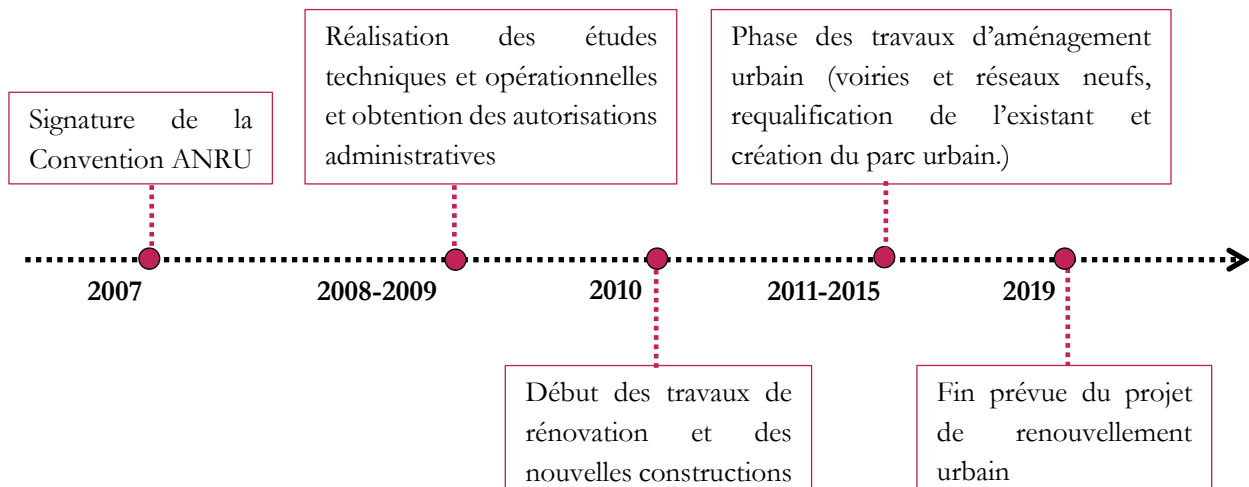 Signature de la
Convention ANRU
Réalisation des études
techniques et opérationnelles
et obtention des autorisations
administratives
Phase des travaux d’aménagement
urbain (voiries et réseaux neufs,
requalification de l’existant et
création du parc urbain.)
2007
2008-2009
2010
2011-2015
2019
Début des travaux de
rénovation et des
nouvelles constructions
Fin prévue du projet
de renouvellement
urbain